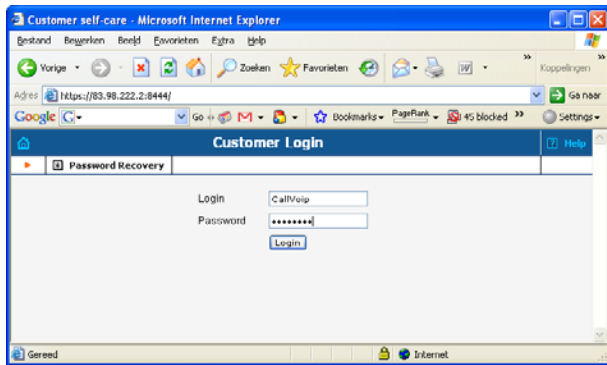 Customer self-care - Microsoft Internet Explorer
Bestand Bewerken Beeld Favorieten Extra Help
Vorige Zoeken Favorieten W Koppelingen
Adres https://83.98.222.2:8444/ Ga naar
Google G Go Bookmarks PageRank 45 blocked Settings
Customer Login ? Help
Password Recovery
Login CallVoip
Password ••••••••
Login
Gereed Internet